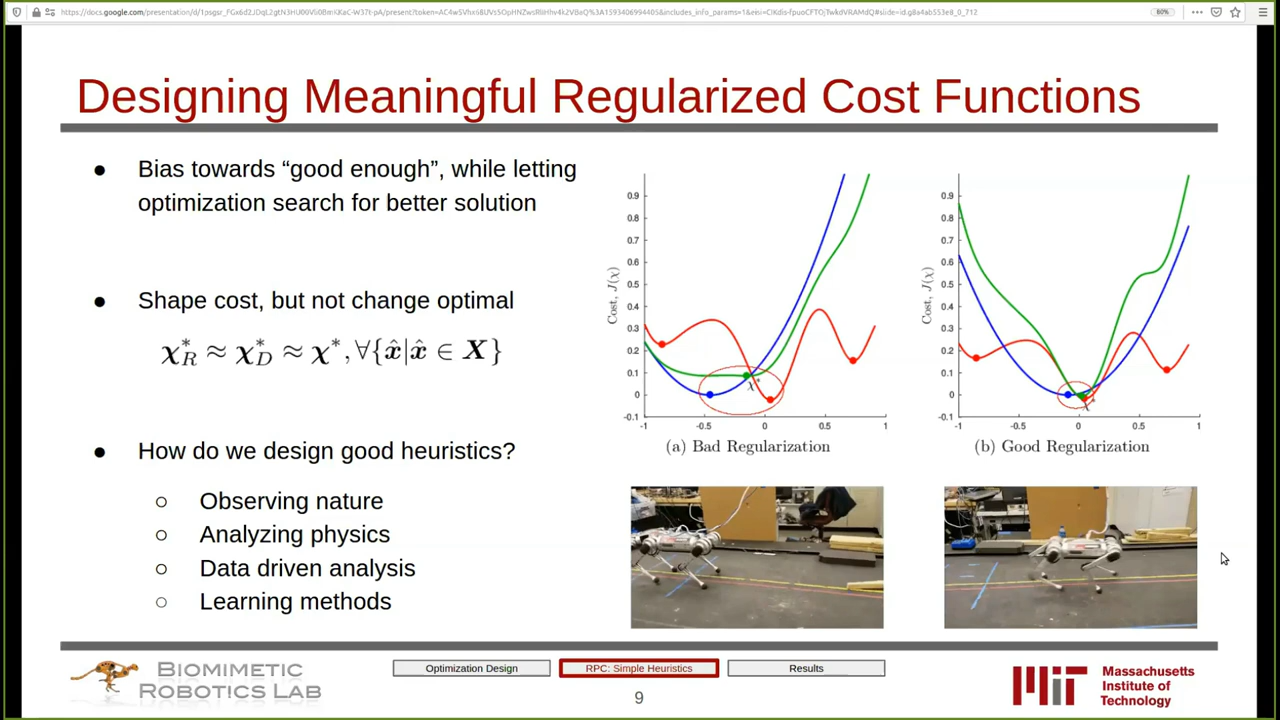 Designing Meaningful Regularized Cost Functions
● Bias towards “good enough”, while letting
optimization search for better solution
● Shape cost, but not change optimal
χ*R ≈ χ*D ≈ χ*, ∀{x̂|x̂ ∈ X}
● How do we design good heuristics?
○ Observing nature
○ Analyzing physics
○ Data driven analysis
○ Learning methods
Cost, J(χ)
0.9
0.8
0.7
0.6
0.5
0.4
0.3
0.2
0.1
0
-0.1
-1 -0.5 0 0.5 1
χ*
(a) Bad Regularization
Cost, J(χ)
0.9
0.8
0.7
0.6
0.5
0.4
0.3
0.2
0.1
0
-0.1
-1 -0.5 0 0.5 1
χ*
(b) Good Regularization
BIOMIMETIC
ROBOTICS LAB
Optimization Design
RPC: Simple Heuristics
Results
9
MIT
Massachusetts
Institute of
Technology
80%